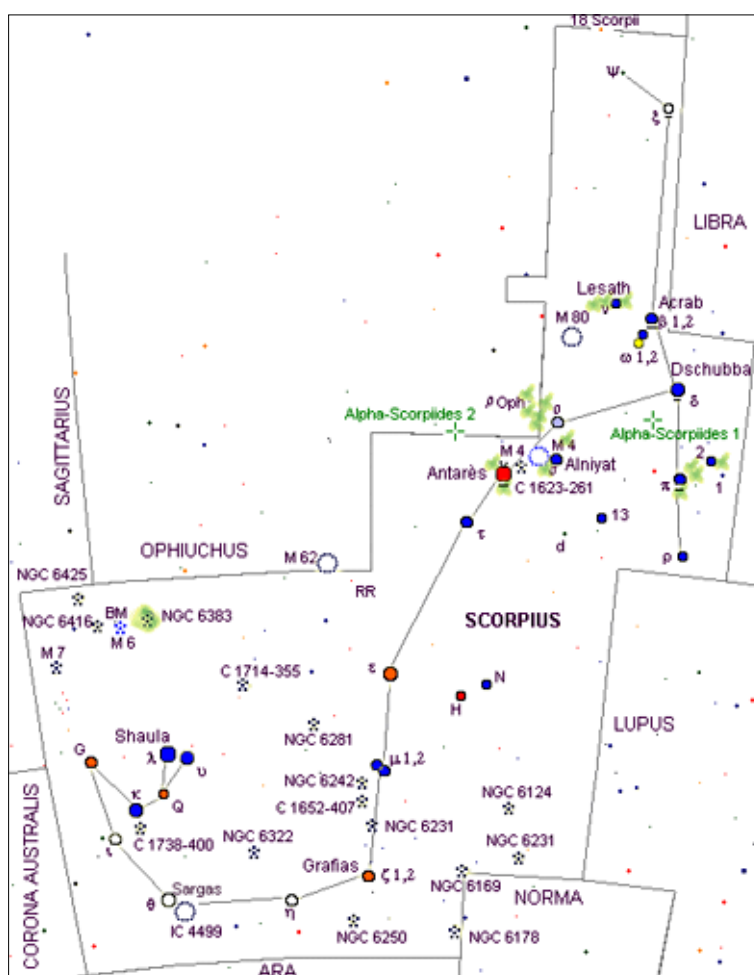 18 Scorpii
Ψ
ξ
LIBRA
Lesath
ν
Acrab
M 80
β 1,2
ω 1,2
Dschubba
δ
ρ Oph
Alpha-Scorpiides 2
Alpha-Scorpiides 1
SAGITTARIUS
M 4
M 4
σ
Alniyat
2
Antarès
C 1623-261
π
1
τ
13
d
OPHIUCHUS
M 62
ρ
NGC 6425
RR
BM
NGC 6383
NGC 6416
M 6
SCORPIUS
M 7
ε
C 1714-355
N
H
LUPUS
NGC 6281
Shaula
G
λ
υ
μ 1,2
NGC 6242
κ
Q
C 1652-407
NGC 6124
CORONA AUSTRALIS
ι
C 1738-400
NGC 6322
NGC 6231
NGC 6231
Grafias
ζ 1,2
NGC 6169
Sargas
θ
η
NORMA
IC 4499
NGC 6250
NGC 6178
ARA